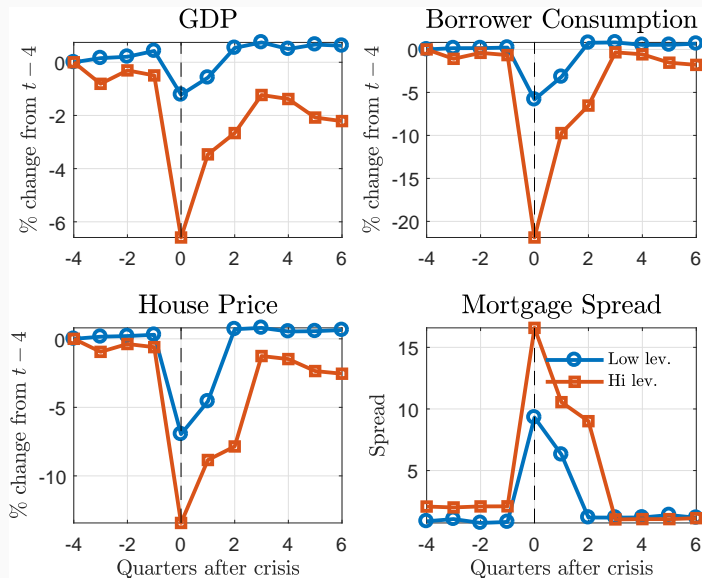 GDP
% change from t − 4
0
-2
-4
-6
-4 -2 0 2 4 6
Borrower Consumption
% change from t − 4
0
-5
-10
-15
-20
-4 -2 0 2 4 6
House Price
% change from t − 4
0
-5
-10
-4 -2 0 2 4 6
Quarters after crisis
Mortgage Spread
Spread
15
10
5
Low lev.
Hi lev.
-4 -2 0 2 4 6
Quarters after crisis